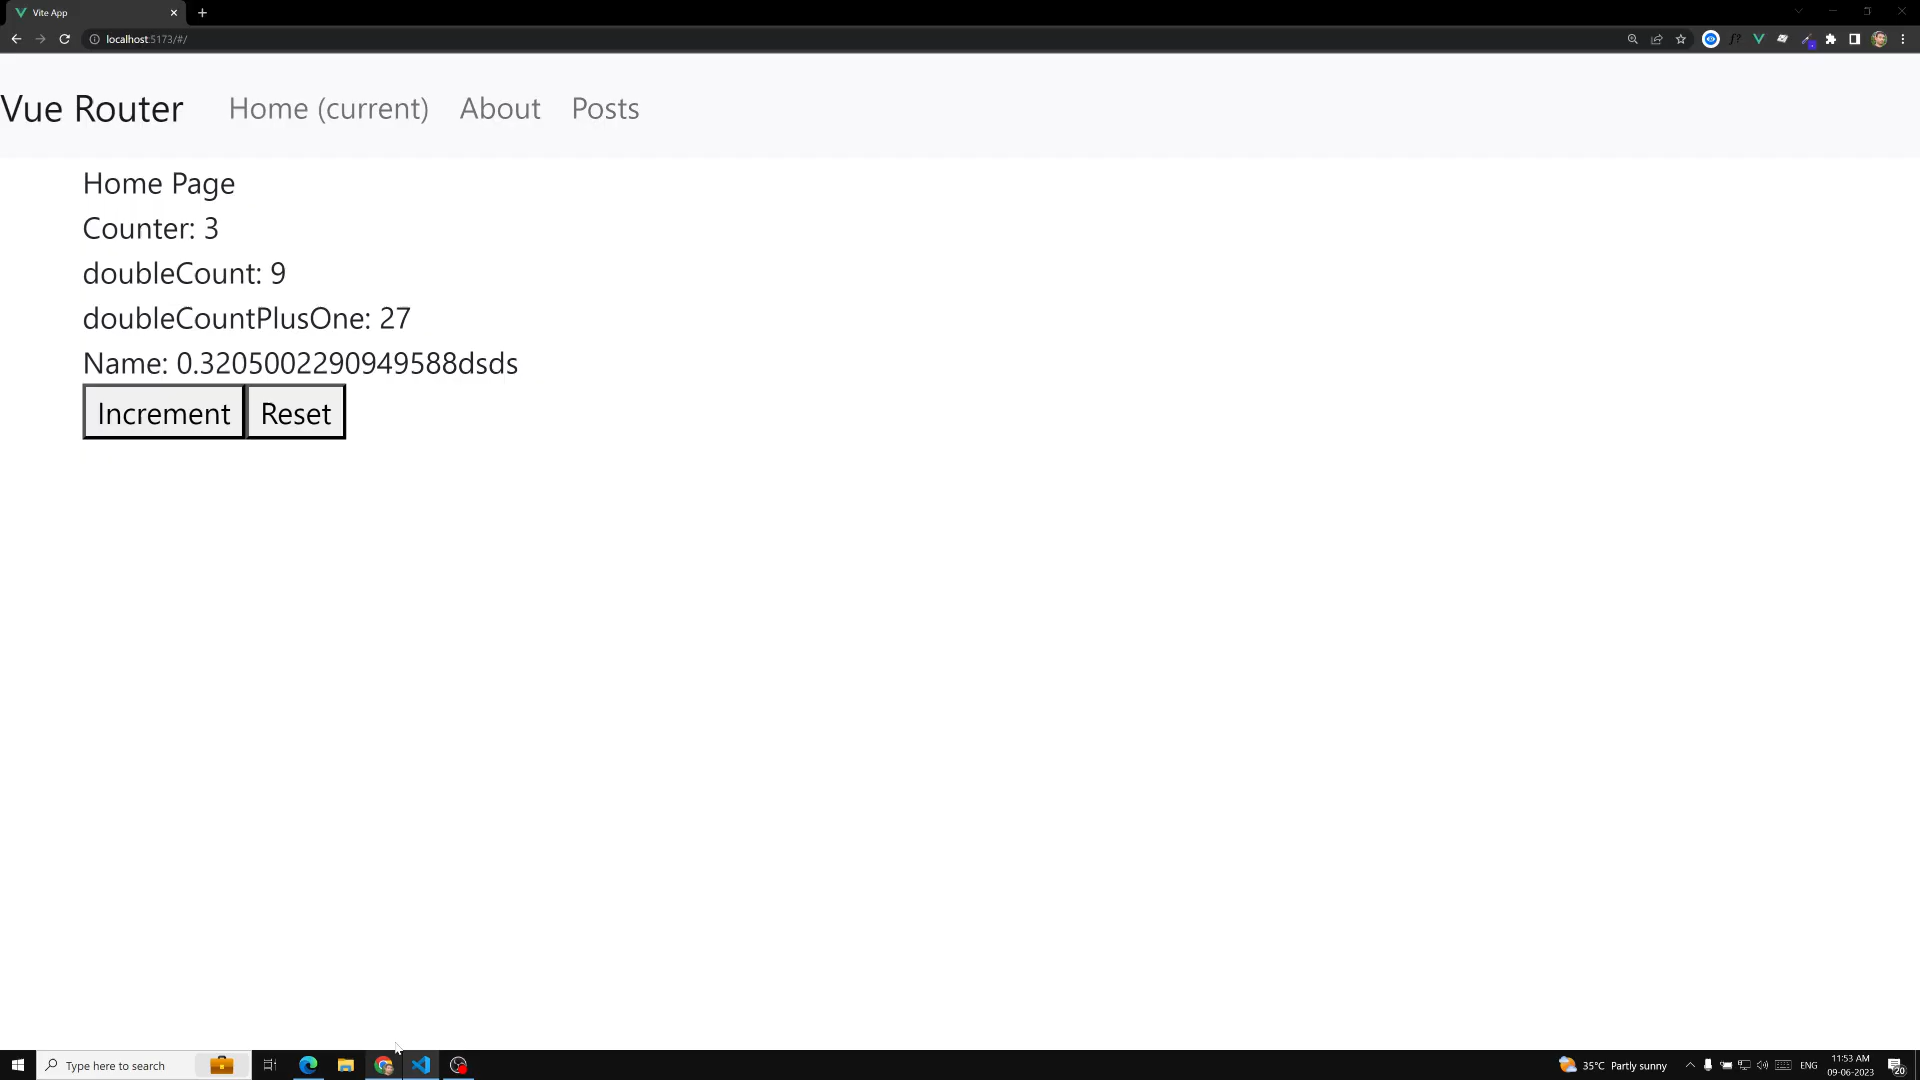 Vite App
localhost:5173/#/
Vue Router Home (current) About Posts
Home Page
Counter: 3
doubleCount: 9
doubleCountPlusOne: 27
Name: 0.3205002290949588dsds
Increment Reset
Type here to search
35°C Partly sunny
ENG
11:53 AM
09-06-2023
20